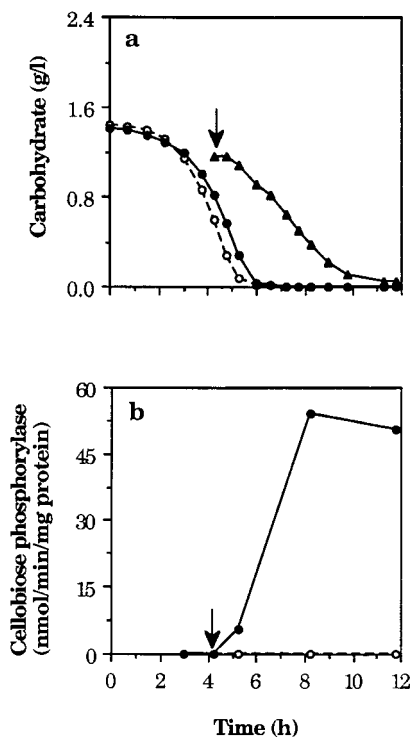 a
2.4
1.6
0.8
0.0
Carbohydrate (g/l)
b
60
45
30
15
0
Cellobiose phosphorylase
(nmol/min/mg protein)
0 2 4 6 8 10 12
Time (h)